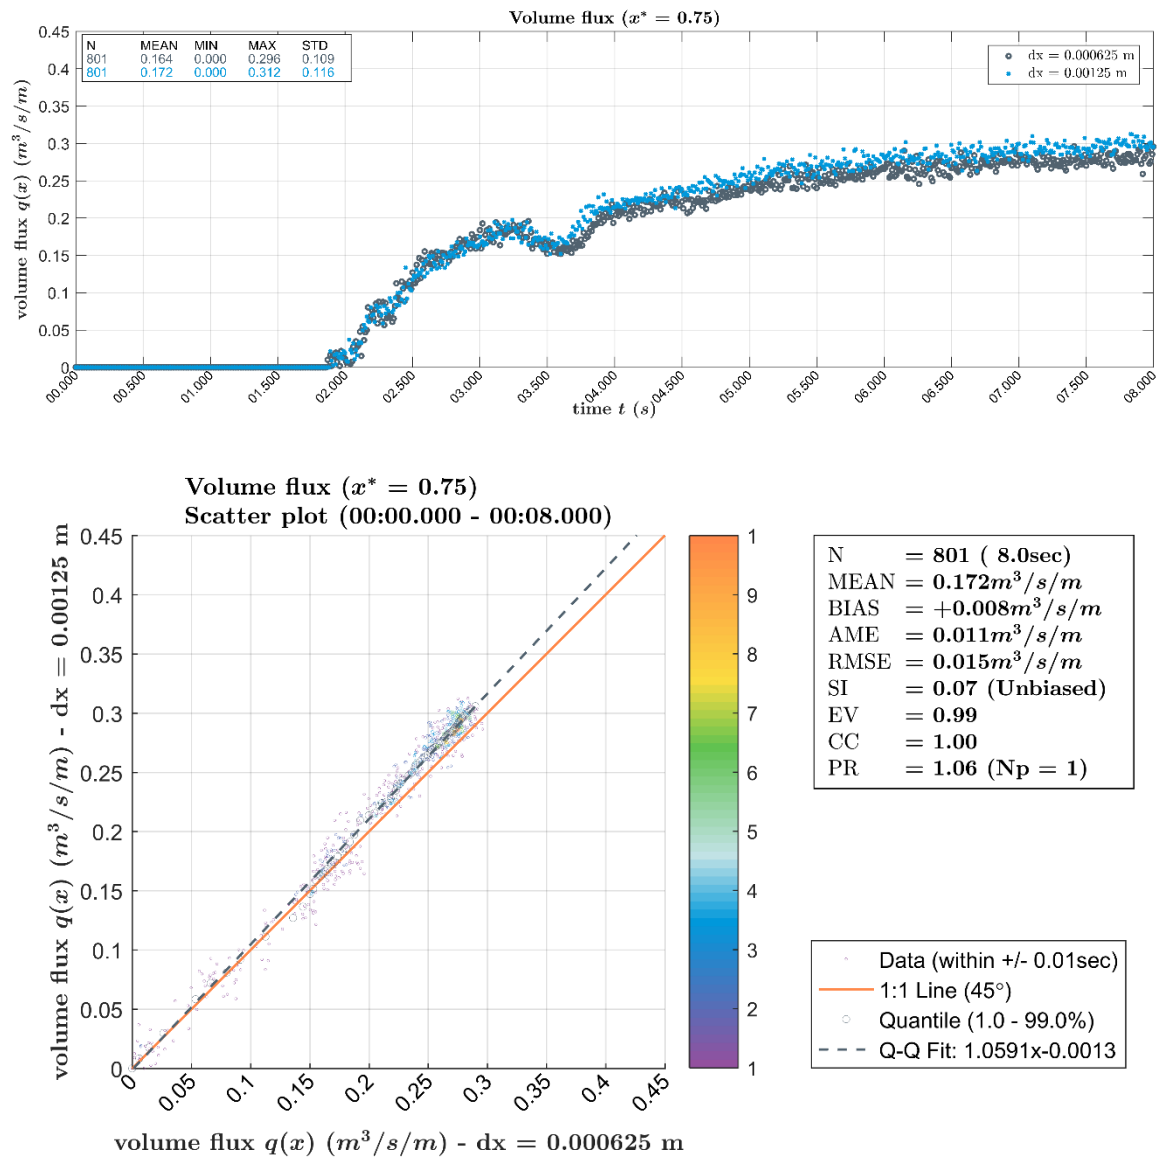 Volume flux (x* = 0.75)
N MEAN MIN MAX STD
801 0.164 0.000 0.296 0.109
801 0.172 0.000 0.312 0.116
dx = 0.000625 m
dx = 0.00125 m
volume flux q(x) (m³/s/m)
0.45
0.4
0.35
0.3
0.25
0.2
0.15
0.1
0.05
0
00.000 00.500 01.000 01.500 02.000 02.500 03.000 03.500 04.000 04.500 05.000 05.500 06.000 06.500 07.000 07.500 08.000
time t (s)
Volume flux (x* = 0.75)
Scatter plot (00:00.000 - 00:08.000)
volume flux q(x) (m³/s/m) - dx = 0.00125 m
0.45
0.4
0.35
0.3
0.25
0.2
0.15
0.1
0.05
0
0 0.05 0.1 0.15 0.2 0.25 0.3 0.35 0.4 0.45
volume flux q(x) (m³/s/m) - dx = 0.000625 m
1
9
8
7
6
5
4
3
2
1
N = 801 ( 8.0sec)
MEAN = 0.172m³/s/m
BIAS = +0.008m³/s/m
AME = 0.011m³/s/m
RMSE = 0.015m³/s/m
SI = 0.07 (Unbiased)
EV = 0.99
CC = 1.00
PR = 1.06 (Np = 1)
Data (within +/- 0.01sec)
1:1 Line (45°)
Quantile (1.0 - 99.0%)
Q-Q Fit: 1.0591x-0.0013